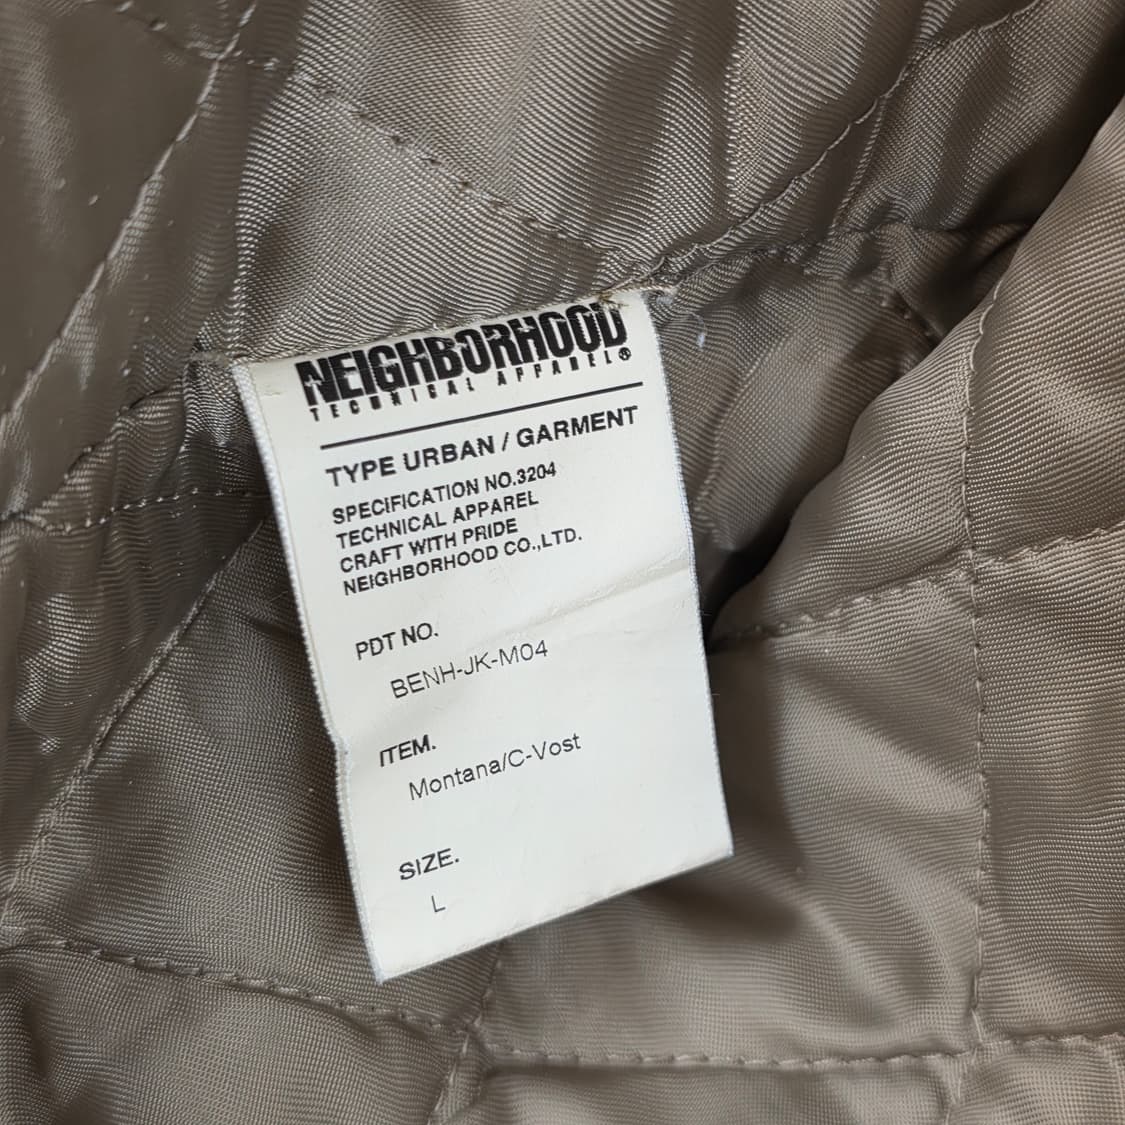 NEIGHBORHOOD
TECHNICAL APPAREL®
TYPE URBAN / GARMENT
SPECIFICATION NO.3204
TECHNICAL APPAREL
CRAFT WITH PRIDE
NEIGHBORHOOD CO.,LTD.
PDT NO.
BENH-JK-M04
ITEM.
Montana/C-Vost
SIZE.
L